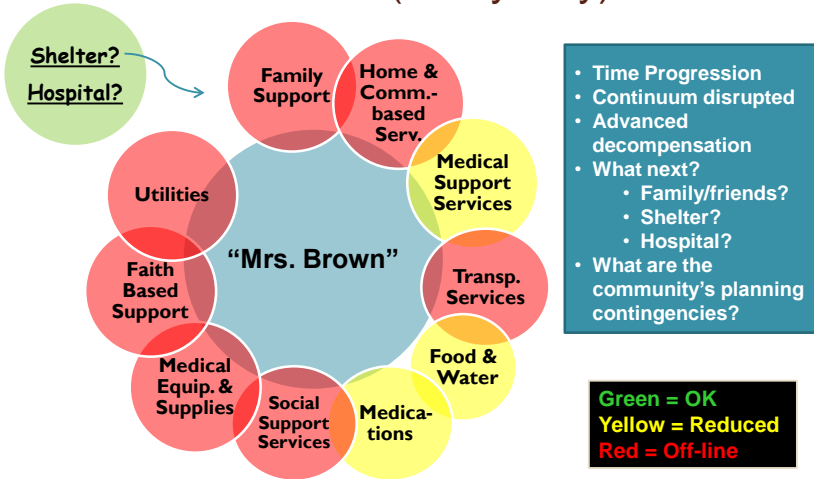 Shelter?
Hospital?
Family
Support
Home &
Comm.-
based
Serv.
Medical
Support
Services
Transp.
Services
Food &
Water
Medica-
tions
Social
Support
Services
Medical
Equip. &
Supplies
Faith
Based
Support
Utilities
“Mrs. Brown”
• Time Progression
• Continuum disrupted
• Advanced
decompensation
• What next?
• Family/friends?
• Shelter?
• Hospital?
• What are the
community’s planning
contingencies?
Green = OK
Yellow = Reduced
Red = Off-line